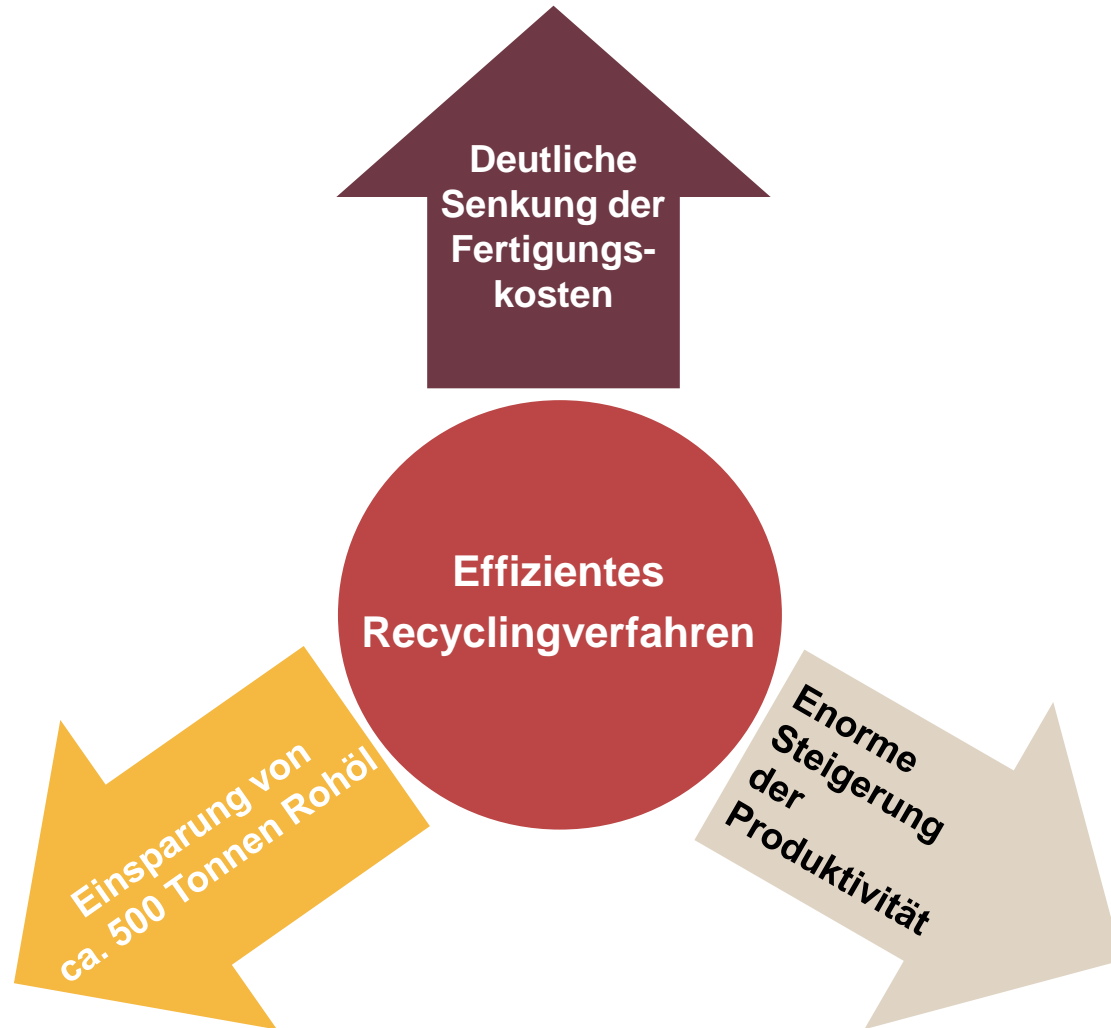 Deutliche
Senkung der
Fertigungs-
kosten
Effizientes
Recyclingverfahren
Einsparung von
ca. 500 Tonnen Rohöl
Enorme
Steigerung
der
Produktivität